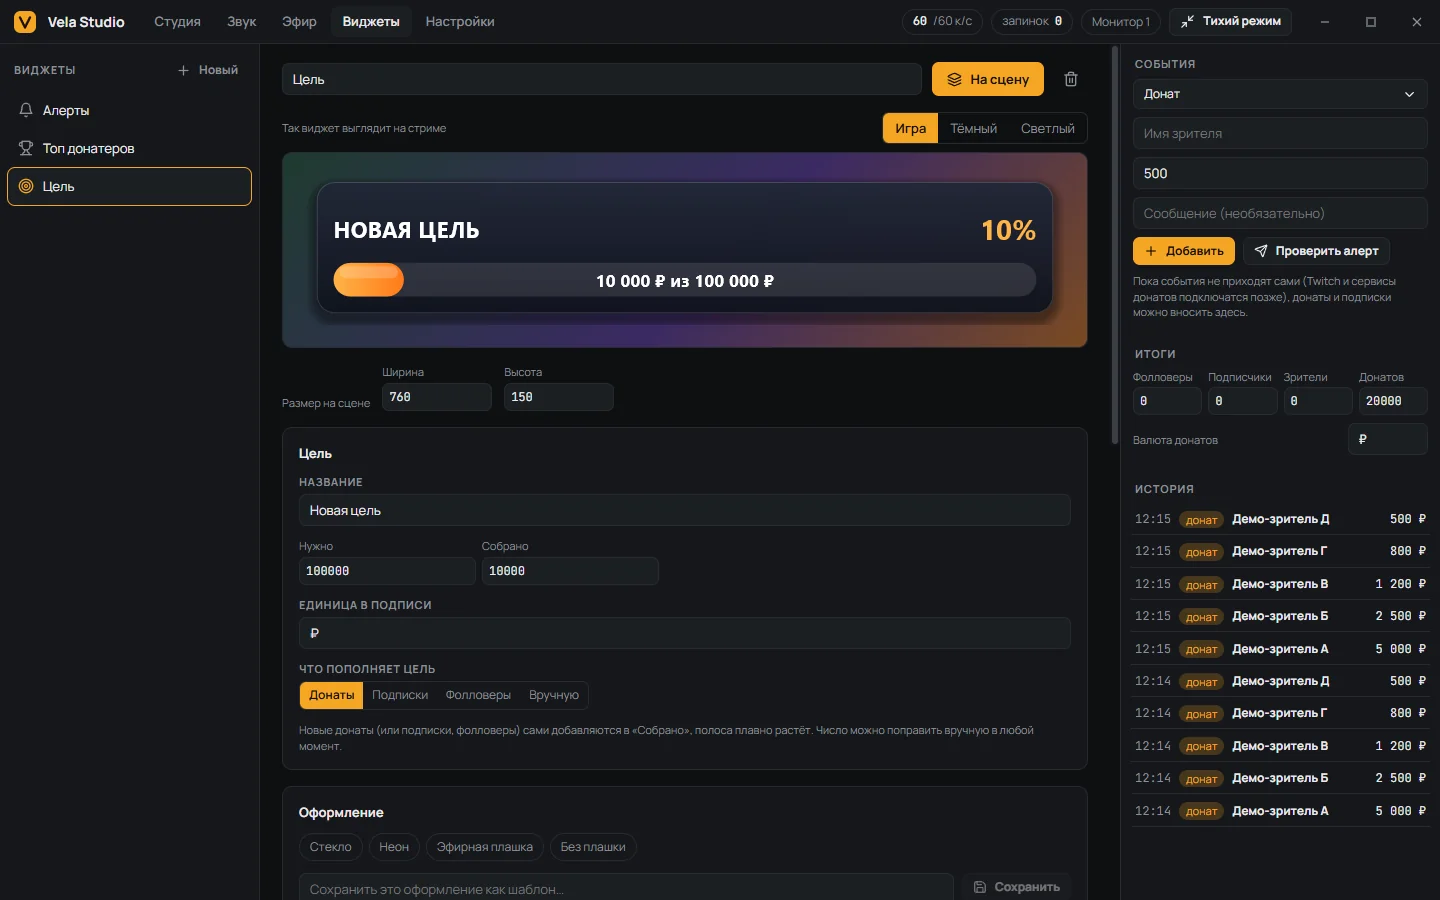 Vela Studio
Студия
Звук
Эфир
Виджеты
Настройки
60 /60 к/с
запинок 0
Монитор 1
Тихий режим
ВИДЖЕТЫ
Новый
Алерты
Топ донатеров
Цель
Цель
На сцену
Так виджет выглядит на стриме
Игра
Тёмный
Светлый
НОВАЯ ЦЕЛЬ
10%
10 000 ₽ из 100 000 ₽
Размер на сцене
Ширина
760
Высота
150
Цель
НАЗВАНИЕ
Новая цель
Нужно
100000
Собрано
10000
ЕДИНИЦА В ПОДПИСИ
₽
ЧТО ПОПОЛНЯЕТ ЦЕЛЬ
Донаты
Подписки
Фолловеры
Вручную
Новые донаты (или подписки, фолловеры) сами добавляются в «Собрано», полоса плавно растёт. Число можно поправить вручную в любой
момент.
Оформление
Стекло
Неон
Эфирная плашка
Без плашки
Сохранить это оформление как шаблон...
Сохранить
СОБЫТИЯ
Донат
Имя зрителя
500
Сообщение (необязательно)
Добавить
Проверить алерт
Пока события не приходят сами (Twitch и сервисы
донатов подключатся позже), донаты и подписки
можно вносить здесь.
ИТОГИ
Фолловеры
0
Подписчики
0
Зрители
0
Донатов
20000
Валюта донатов
₽
ИСТОРИЯ
12:15 донат Демо-зритель Д 500 ₽
12:15 донат Демо-зритель Г 800 ₽
12:15 донат Демо-зритель В 1 200 ₽
12:15 донат Демо-зритель Б 2 500 ₽
12:15 донат Демо-зритель А 5 000 ₽
12:14 донат Демо-зритель Д 500 ₽
12:14 донат Демо-зритель Г 800 ₽
12:14 донат Демо-зритель В 1 200 ₽
12:14 донат Демо-зритель Б 2 500 ₽
12:14 донат Демо-зритель А 5 000 ₽